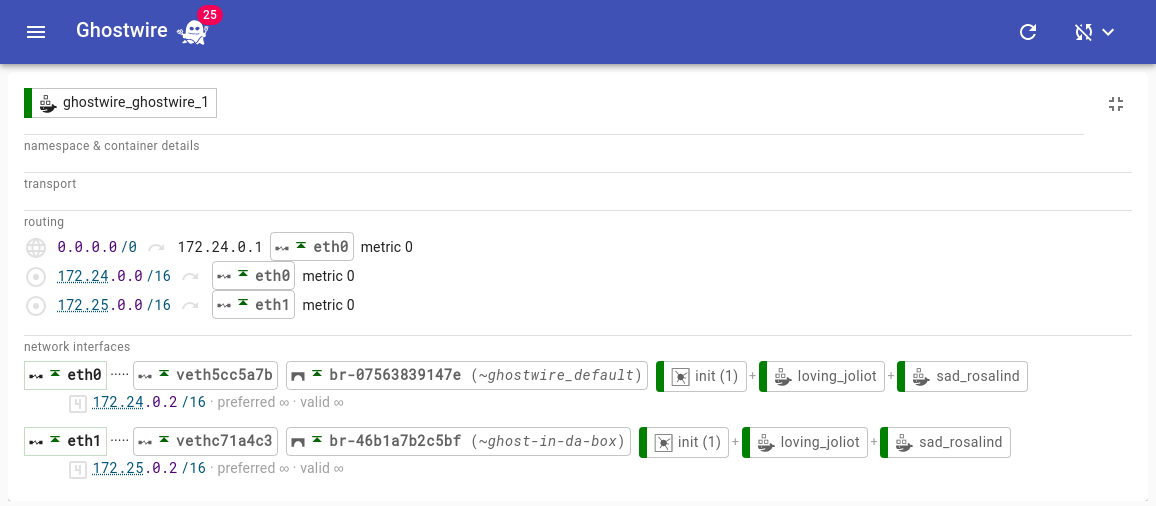 Ghostwire 25
ghostwire_ghostwire_1
namespace & container details
transport
routing
0.0.0.0/0 172.24.0.1 eth0 metric 0
172.24.0.0/16 eth0 metric 0
172.25.0.0/16 eth1 metric 0
network interfaces
eth0 ····· veth5cc5a7b br-07563839147e (~ghostwire_default) init (1) + loving_joliot + sad_rosalind
4 172.24.0.2/16 · preferred ∞ · valid ∞
eth1 ····· vethc71a4c3 br-46b1a7b2c5bf (~ghost-in-da-box) init (1) + loving_joliot + sad_rosalind
4 172.25.0.2/16 · preferred ∞ · valid ∞